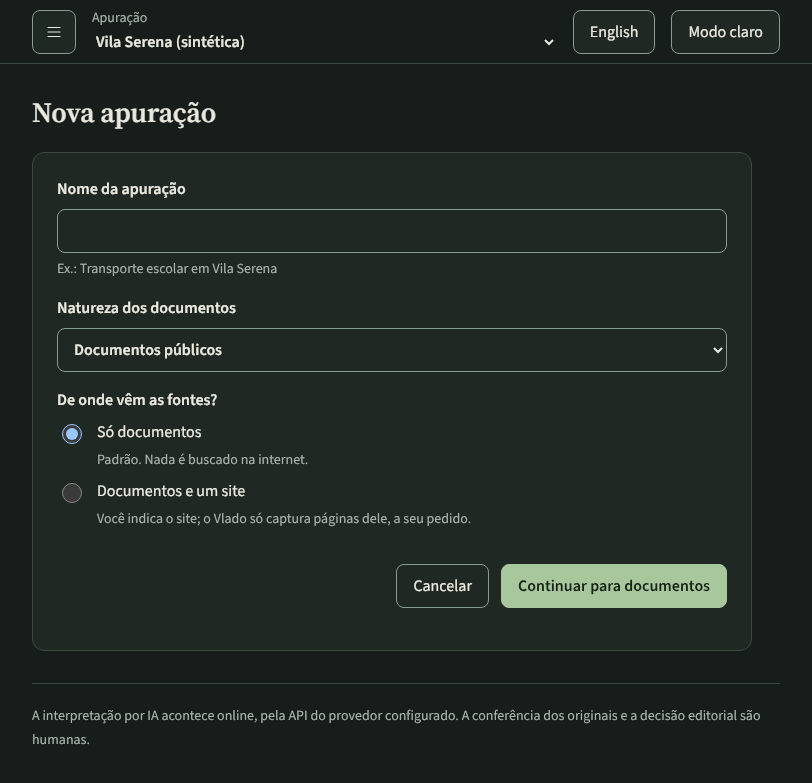 Apuração
Vila Serena (sintética)
English
Modo claro
Nova apuração
Nome da apuração
Ex.: Transporte escolar em Vila Serena
Natureza dos documentos
Documentos públicos
De onde vêm as fontes?
Só documentos
Padrão. Nada é buscado na internet.
Documentos e um site
Você indica o site; o Vlado só captura páginas dele, a seu pedido.
Cancelar
Continuar para documentos
A interpretação por IA acontece online, pela API do provedor configurado. A conferência dos originais e a decisão editorial são
humanas.